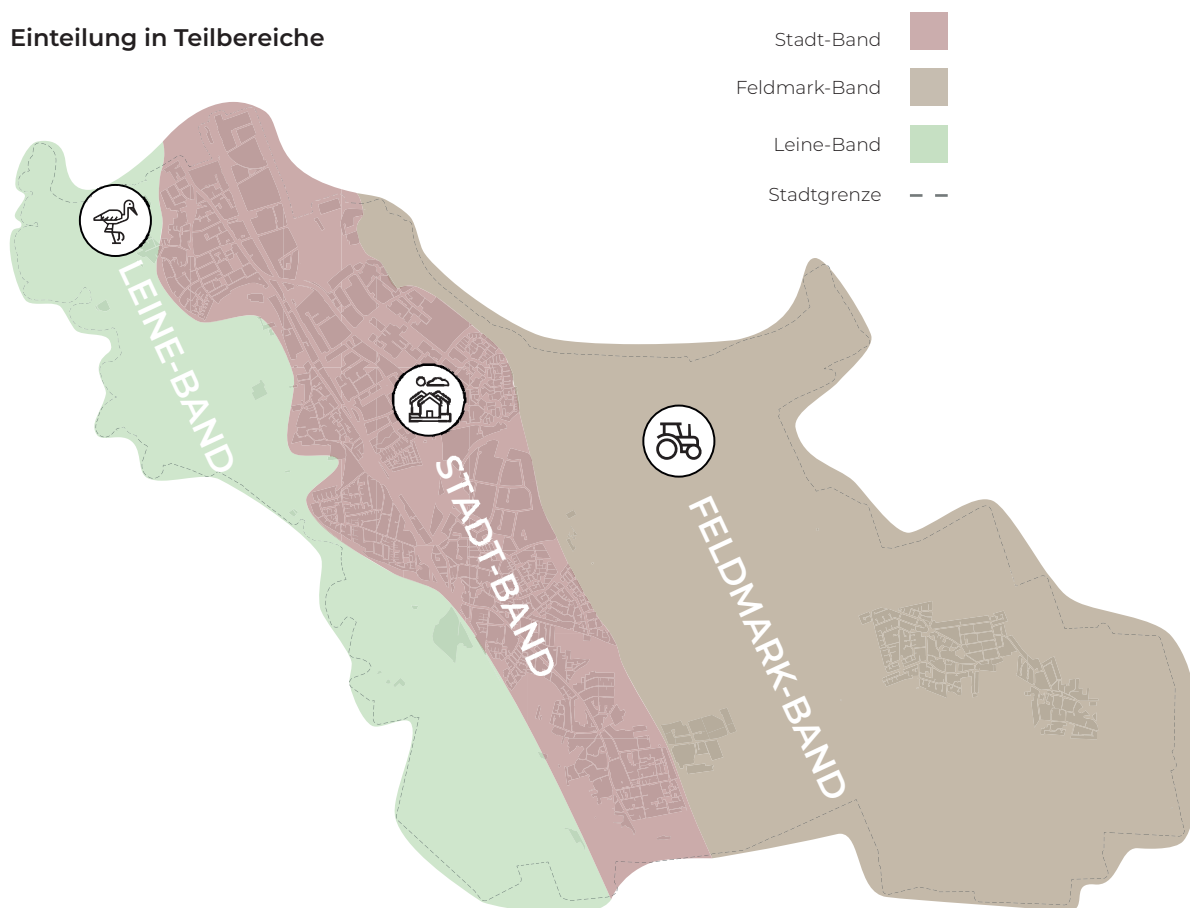 Einteilung in Teilbereiche
Stadt-Band
Feldmark-Band
Leine-Band
Stadtgrenze
LEINE-BAND
STADT-BAND
FELDMARK-BAND